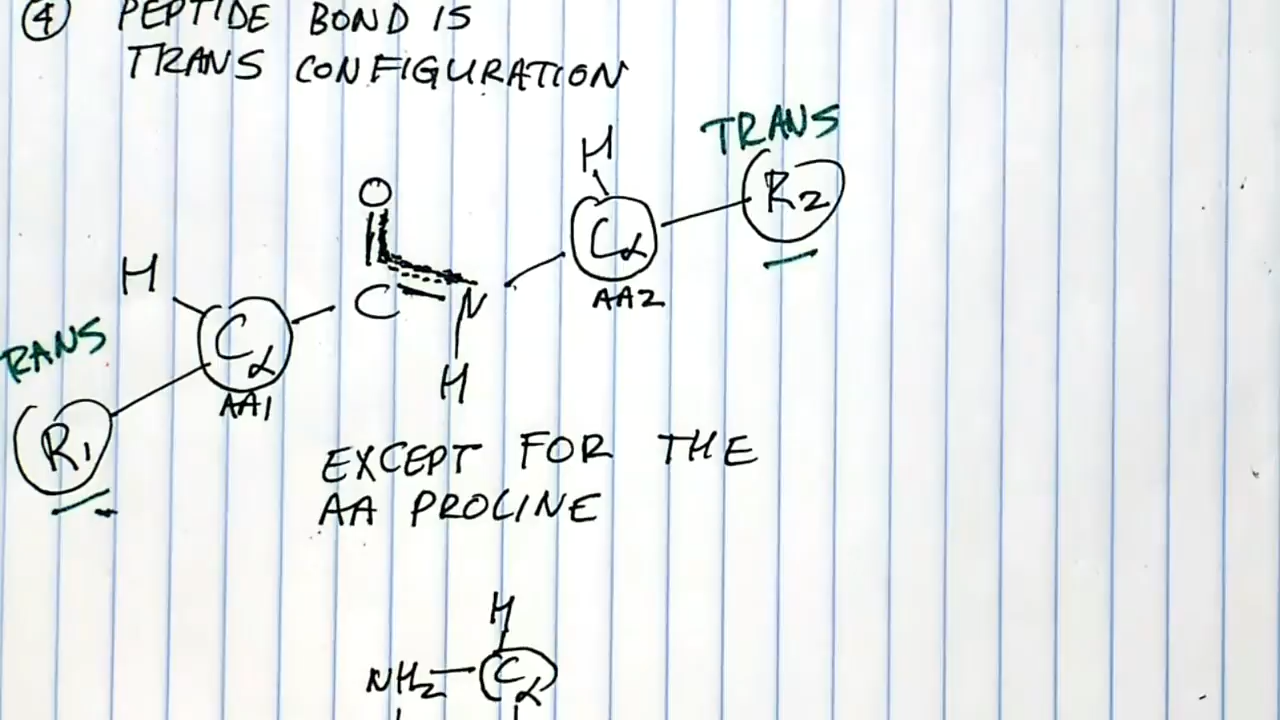 ④ PEPTIDE BOND IS
TRANS CONFIGURATION
TRANS
H
R2
O
Cα
H
AA2
C N
RANS
Cα
H
AA1
R1
EXCEPT FOR THE
AA PROLINE
H
NH2 Cα